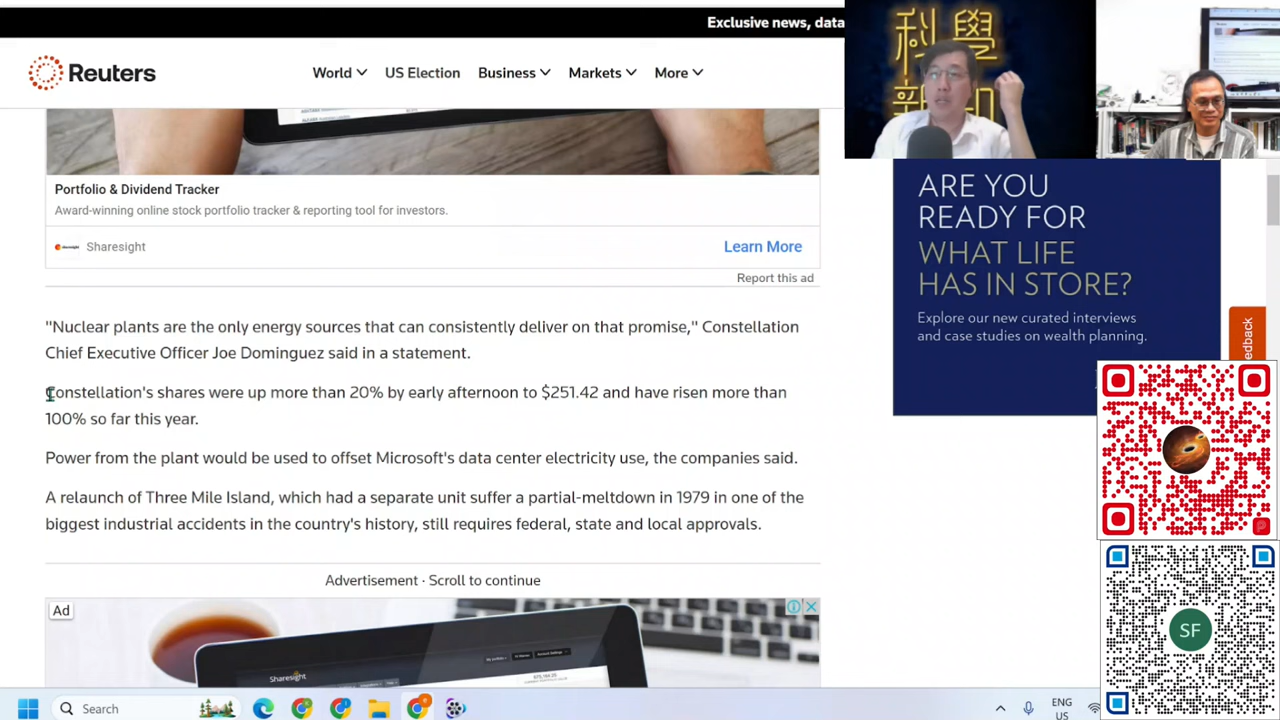 Exclusive news, data
Reuters
World
US Election
Business
Markets
More
科學
Portfolio & Dividend Tracker
Award-winning online stock portfolio tracker & reporting tool for investors.
Sharesight
Learn More
Report this ad
"Nuclear plants are the only energy sources that can consistently deliver on that promise," Constellation
Chief Executive Officer Joe Dominguez said in a statement.
Constellation's shares were up more than 20% by early afternoon to $251.42 and have risen more than
100% so far this year.
Power from the plant would be used to offset Microsoft's data center electricity use, the companies said.
A relaunch of Three Mile Island, which had a separate unit suffer a partial-meltdown in 1979 in one of the
biggest industrial accidents in the country's history, still requires federal, state and local approvals.
Advertisement · Scroll to continue
Ad
Sharesight
ARE YOU
READY FOR
WHAT LIFE
HAS IN STORE?
Explore our new curated interviews
and case studies on wealth planning.
edback
SF
Search
ENG
US